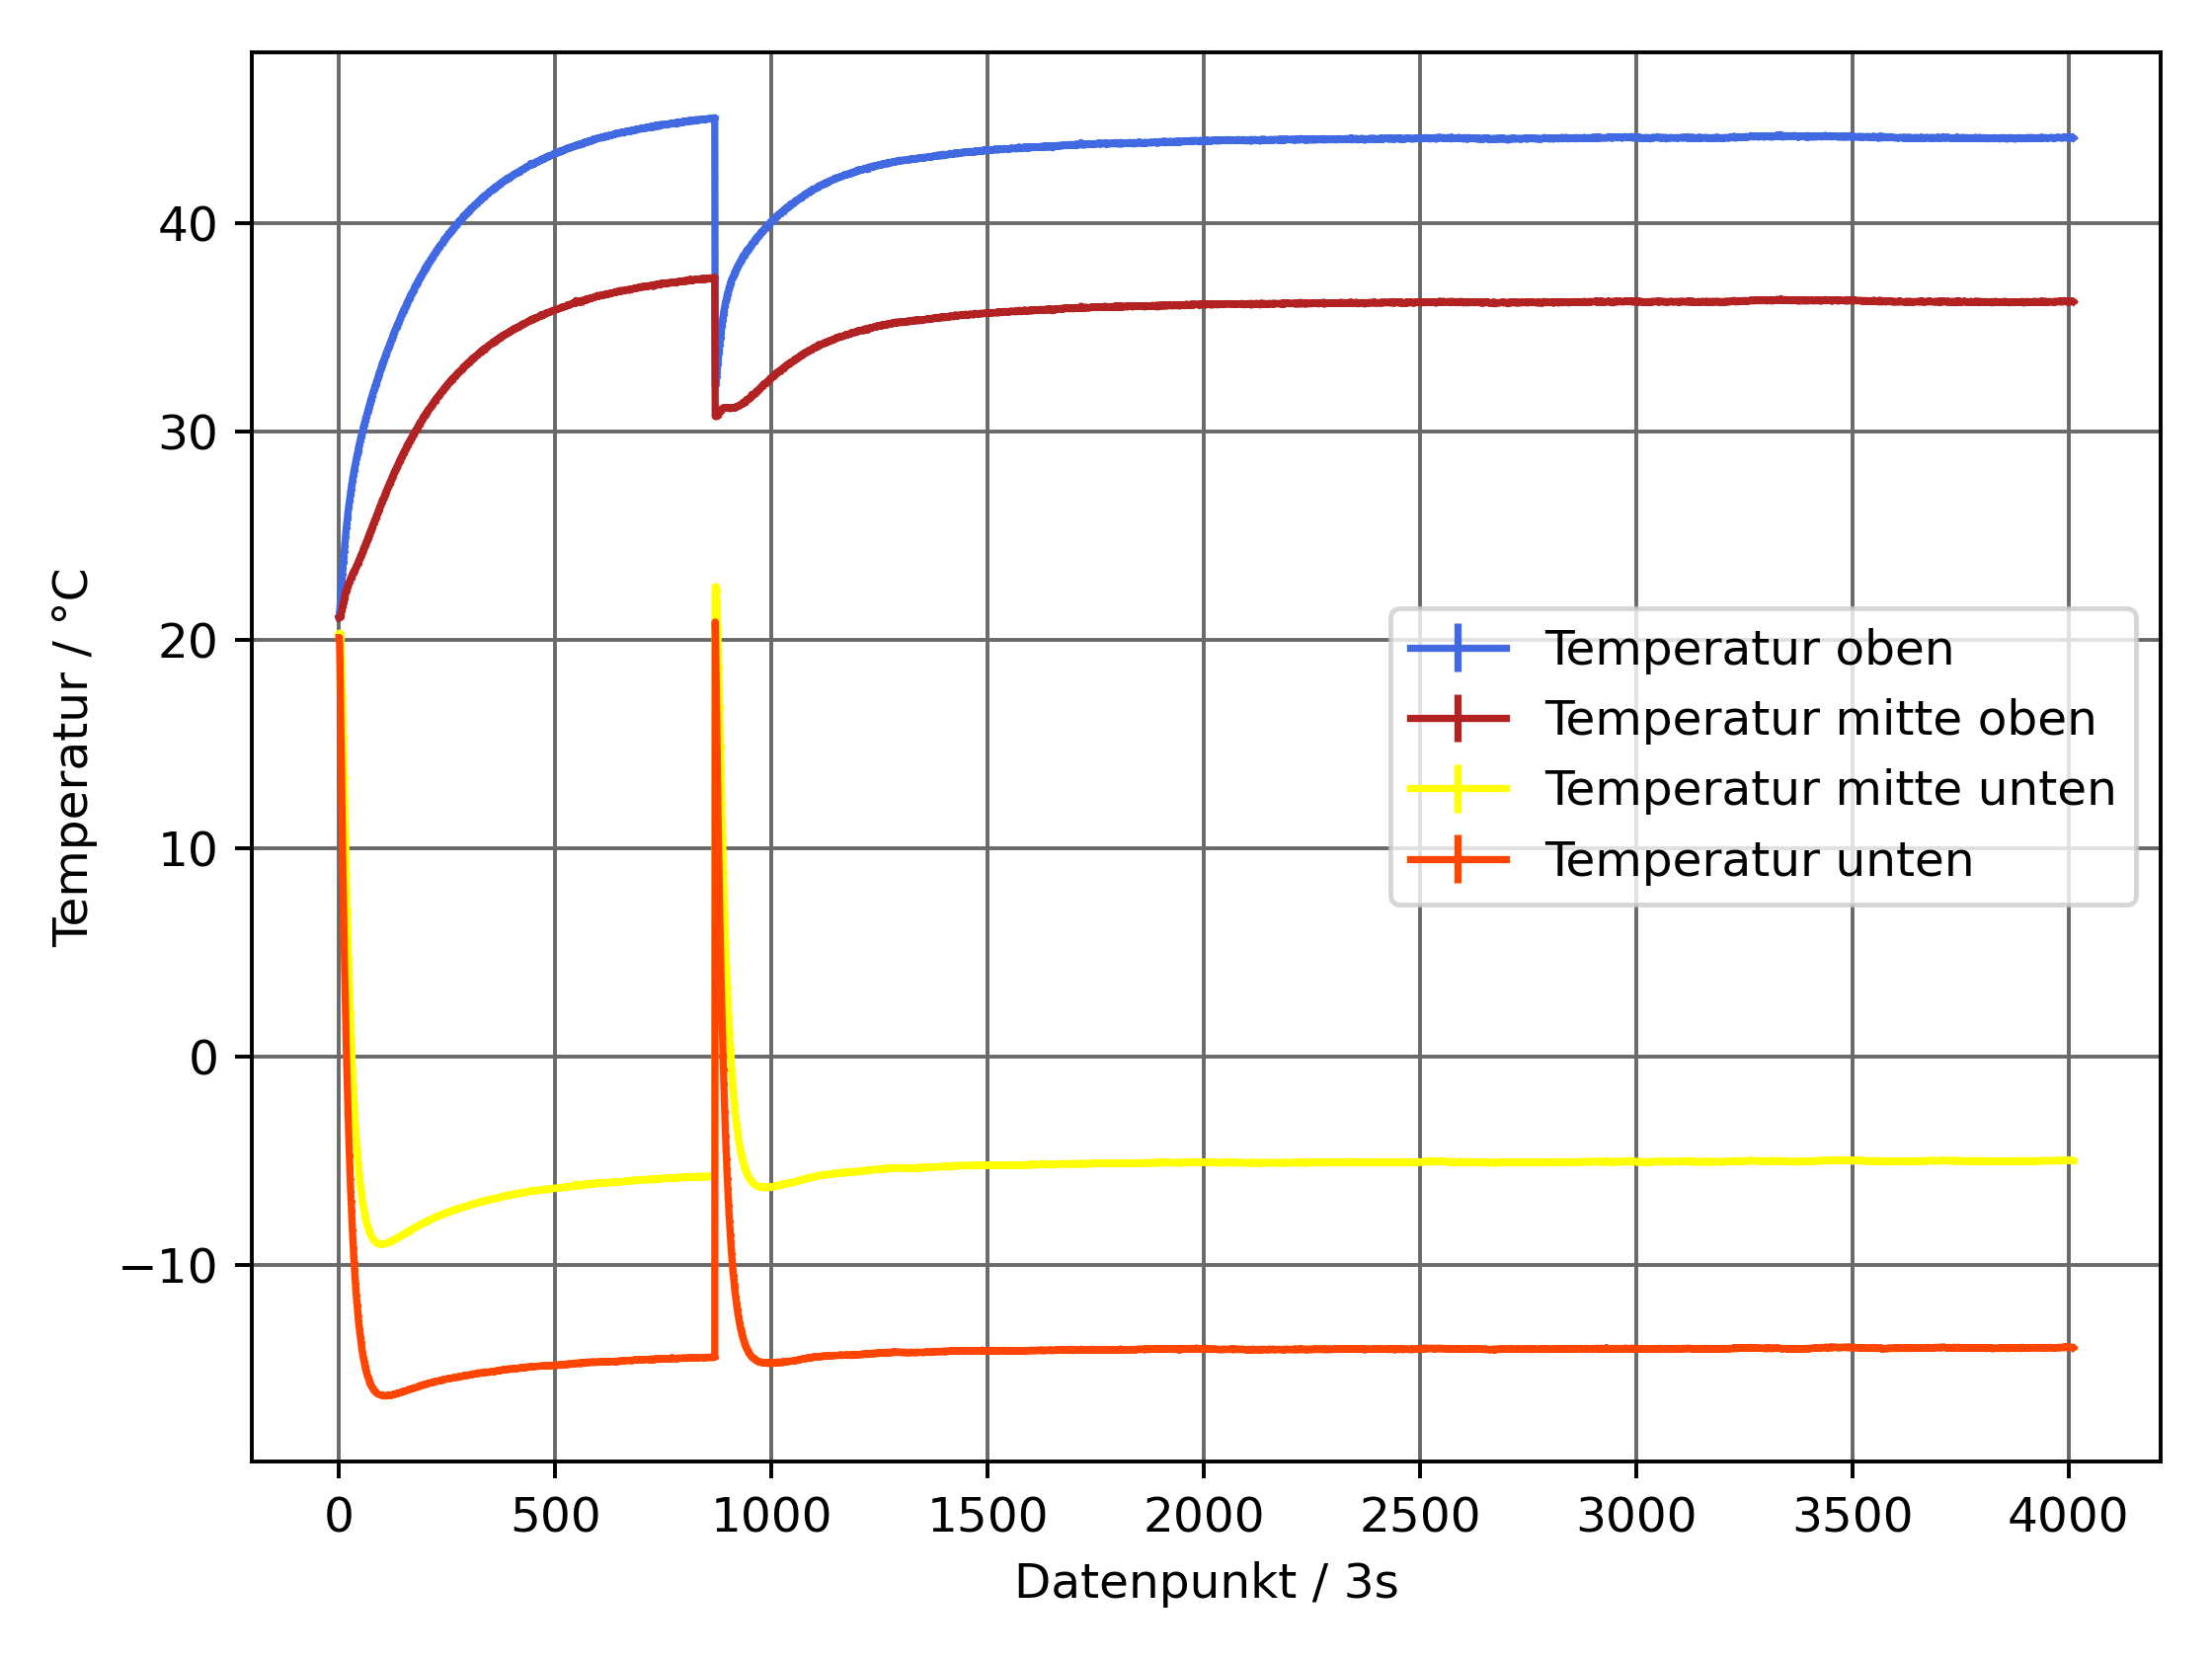 Temperatur / °C
40
30
20
10
0
−10
Temperatur oben
Temperatur mitte oben
Temperatur mitte unten
Temperatur unten
0 500 1000 1500 2000 2500 3000 3500 4000
Datenpunkt / 3s